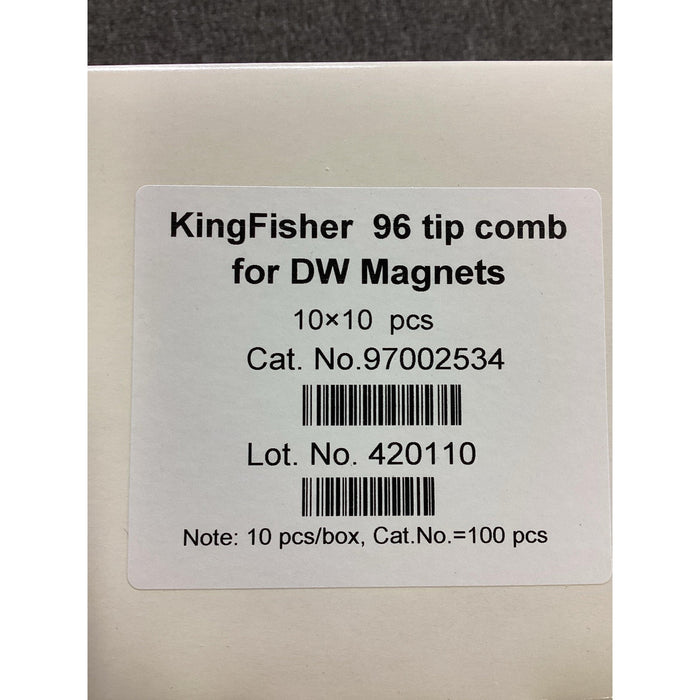 KingFisher 96 tip comb
for DW Magnets
10×10 pcs
Cat. No.97002534
Lot. No. 420110
Note: 10 pcs/box, Cat.No.=100 pcs